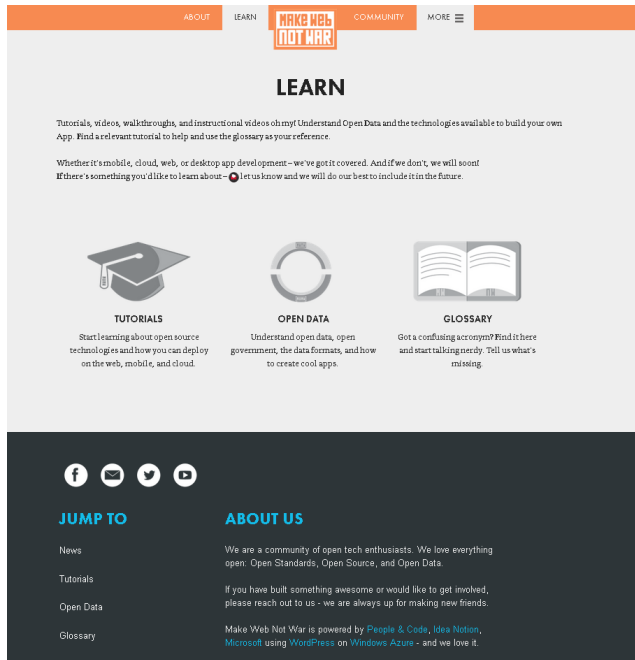 ABOUT LEARN MAKE WEB NOT WAR COMMUNITY MORE
LEARN
Tutorials, videos, walkthroughs, and instructional videos oh my! Understand Open Data and the technologies available to build your own
App. Find a relevant tutorial to help and use the glossary as your reference.
Whether it's mobile, cloud, web, or desktop app development – we've got it covered. And if we don't, we will soon!
If there's something you'd like to learn about – let us know and we will do our best to include it in the future.
TUTORIALS
Start learning about open source
technologies and how you can deploy
on the web, mobile, and cloud.
OPEN DATA
Understand open data, open
government, the data formats, and how
to create cool apps.
GLOSSARY
Got a confusing acronym? Find it here
and start talking nerdy. Tell us what's
missing.
JUMP TO
News
Tutorials
Open Data
Glossary
ABOUT US
We are a community of open tech enthusiasts. We love everything
open: Open Standards, Open Source, and Open Data.
If you have built something awesome or would like to get involved,
please reach out to us - we are always up for making new friends.
Make Web Not War is powered by People & Code, Idea Notion,
Microsoft using WordPress on Windows Azure - and we love it.